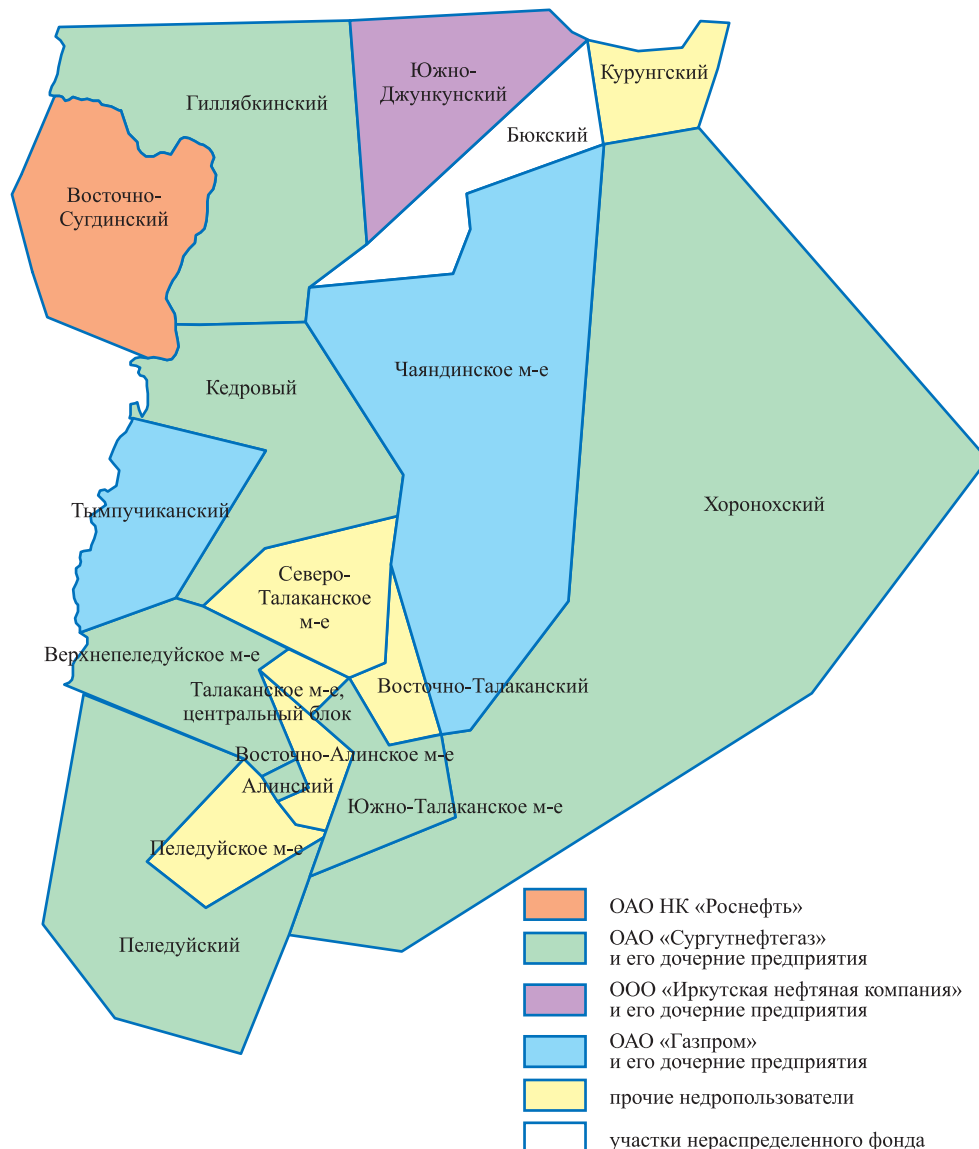 Южно-
Джункунский
Курунгский
Гиллябкинский
Бюкский
Восточно-
Сугдинский
Чаяндинское м-е
Кедровый
Хоронохский
Тымпучиканский
Северо-
Талаканское
м-е
Верхнепеледуйское м-е
Восточно-Талаканский
Талаканское м-е,
центральный блок
Восточно-Алинское м-е
Алинский
Южно-Талаканское м-е
Пеледуйское м-е
Пеледуйский
ОАО НК «Роснефть»
ОАО «Сургутнефтегаз»
и его дочерние предприятия
ООО «Иркутская нефтяная компания»
и его дочерние предприятия
ОАО «Газпром»
и его дочерние предприятия
прочие недропользователи
участки нераспределенного фонда